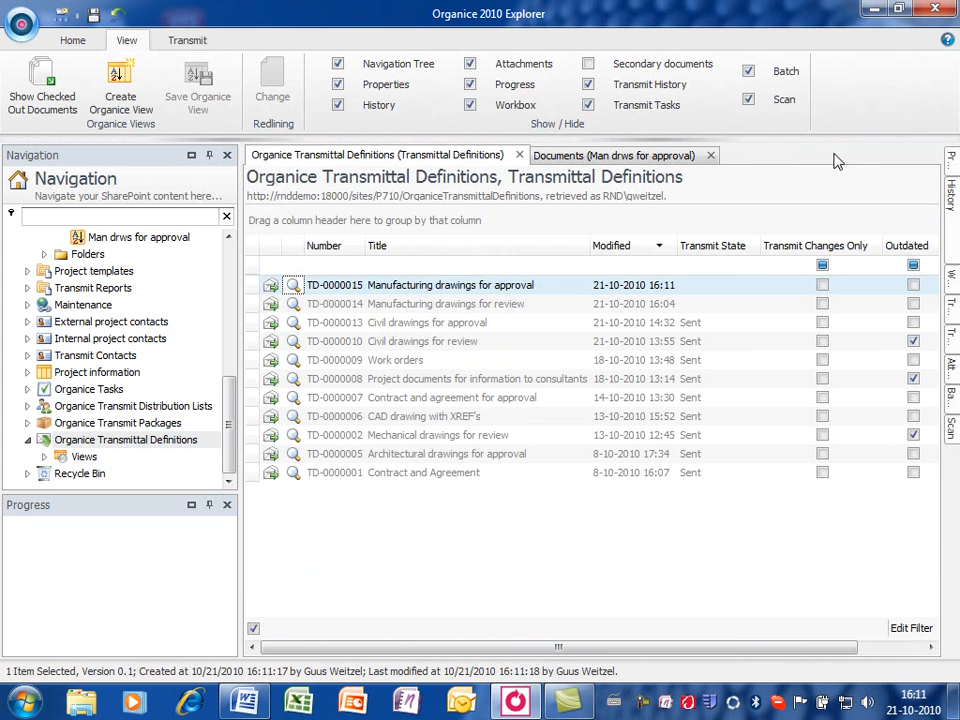 Organice 2010 Explorer
Home View Transmit
Show Checked Out Documents
Create Organice View
Save Organice View
Organice Views
Change
Redlining
Navigation Tree
Properties
History
Attachments
Progress
Workbox
Secondary documents
Transmit History
Transmit Tasks
Batch
Scan
Show / Hide
Navigation
Navigation
Navigate your SharePoint content here...
Man drws for approval
Folders
Project templates
Transmit Reports
Maintenance
External project contacts
Internal project contacts
Transmit Contacts
Project information
Organice Tasks
Organice Transmit Distribution Lists
Organice Transmit Packages
Organice Transmittal Definitions
Views
Recycle Bin
Progress
Organice Transmittal Definitions (Transmittal Definitions)
Documents (Man drws for approval)
Organice Transmittal Definitions, Transmittal Definitions
http://rnddemo:18000/sites/P710/OrganiceTransmittalDefinitions, retrieved as RND\gweitzel.
Drag a column header here to group by that column
Number Title Modified Transmit State Transmit Changes Only Outdated
TD-0000015 Manufacturing drawings for approval 21-10-2010 16:11
TD-0000014 Manufacturing drawings for review 21-10-2010 16:04
TD-0000013 Civil drawings for approval 21-10-2010 14:32 Sent
TD-0000010 Civil drawings for review 21-10-2010 13:55 Sent
TD-0000009 Work orders 18-10-2010 13:48 Sent
TD-0000008 Project documents for information to consultants 18-10-2010 13:14 Sent
TD-0000007 Contract and agreement for approval 14-10-2010 13:30 Sent
TD-0000006 CAD drawing with XREF's 13-10-2010 15:52 Sent
TD-0000002 Mechanical drawings for review 13-10-2010 12:45 Sent
TD-0000005 Architectural drawings for approval 8-10-2010 17:34 Sent
TD-0000001 Contract and Agreement 8-10-2010 16:07 Sent
Edit Filter
Pr...
History
W...
Tr...
Tr...
Att...
Ba...
Scan
1 Item Selected, Version 0.1; Created at 10/21/2010 16:11:17 by Guus Weitzel; Last modified at 10/21/2010 16:11:18 by Guus Weitzel.
16:11
21-10-2010